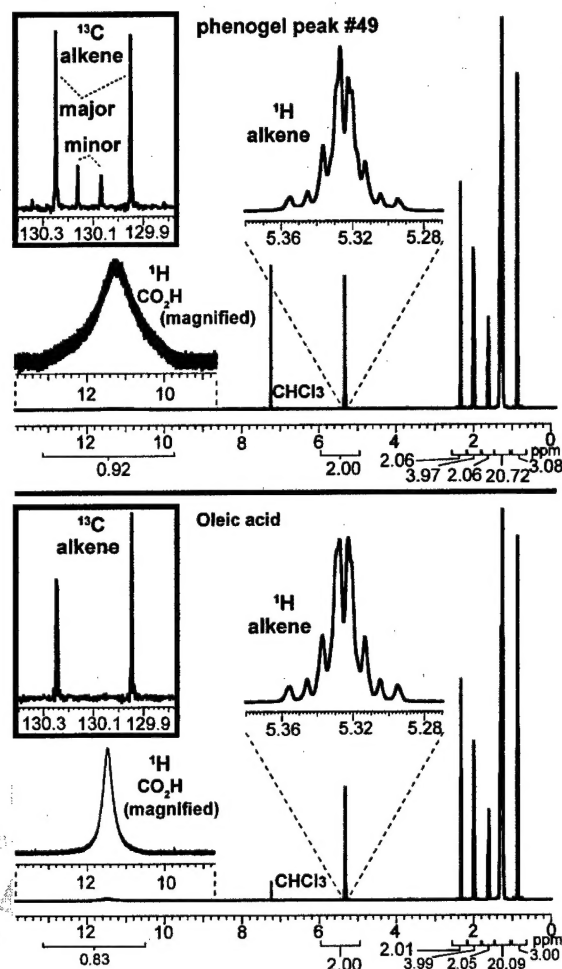 phenogel peak #49
13C
alkene
major
minor
130.3 130.1 129.9
1H
alkene
5.36 5.32 5.28
1H
CO2H
(magnified)
12 10
CHCl3
12 10 8 6 4 2 0
ppm
0.92 2.00 2.06 3.97 2.06 20.72 3.08
Oleic acid
13C
alkene
130.3 130.1 129.9
1H
alkene
5.36 5.32 5.28
1H
CO2H
(magnified)
12 10
CHCl3
12 10 8 6 4 2 0
ppm
0.83 2.00 2.01 3.99 2.05 20.09 3.00